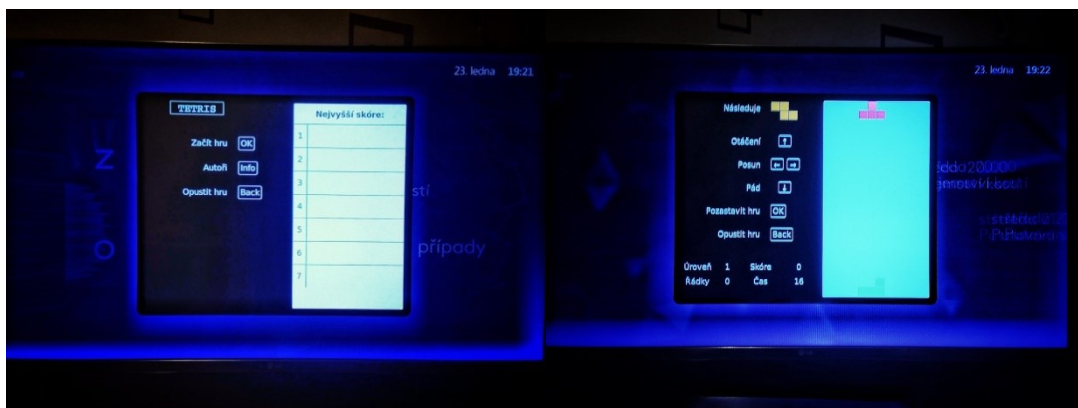 23. ledna 19:21
TETRIS
Nejvyšší skóre:
Začít hru OK
Autoři Info
Opustit hru Back
1
2
3
4
5
6
7
N
O
stí
případy
23. ledna 19:22
Následuje
Otáčení ↑
Posun ← →
Pád ↓
Pozastavit hru OK
Opustit hru Back
Úroveň 1 Skóre 0
Řádky 0 Čas 16
LG